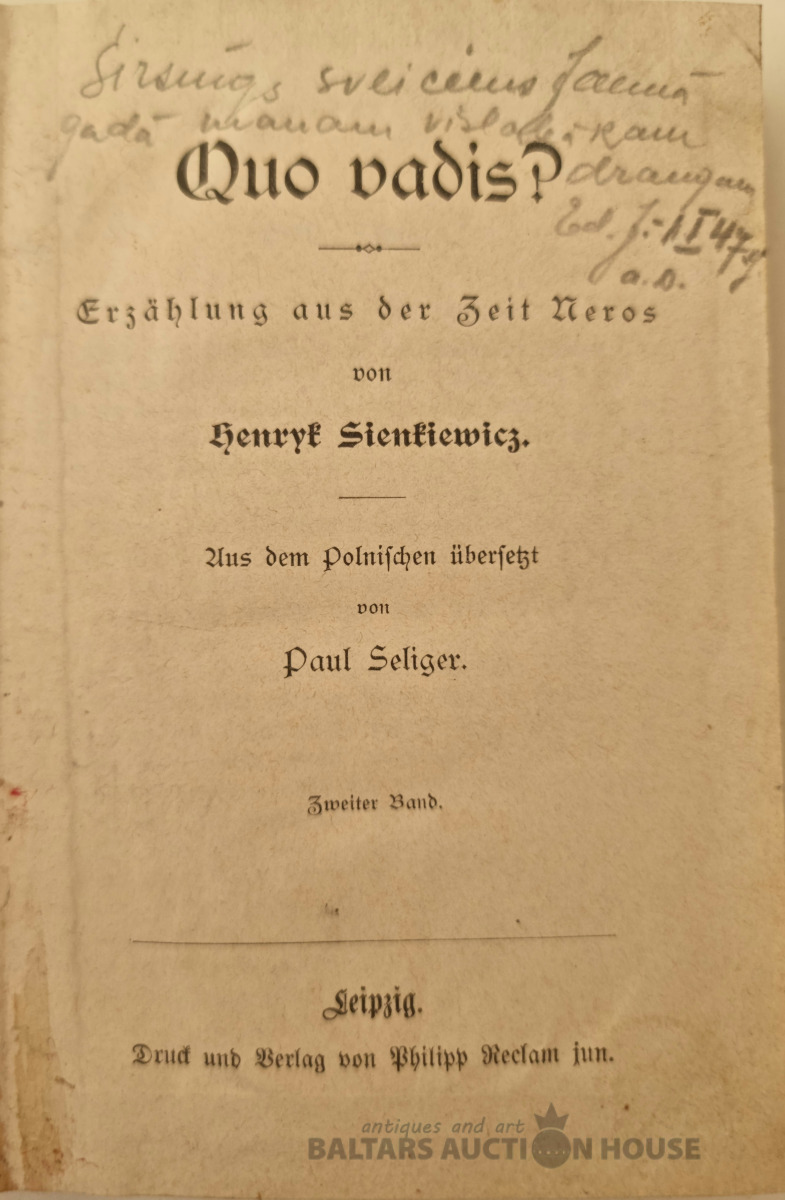 Sirsnīgs sveiciens Jaunā
gadā manam vislabākam
draugam
Quo vadis?
Ed. J. 1 I 47 g
a.s.
Erzählung aus der Zeit Neros
von
Henryk Sienkiewicz.
Aus dem Polniſchen überſetzt
von
Paul Seliger.
Zweiter Band.
Leipzig.
Druck und Verlag von Philipp Reclam jun.
antiques and art
BALTARS AUCTION HOUSE